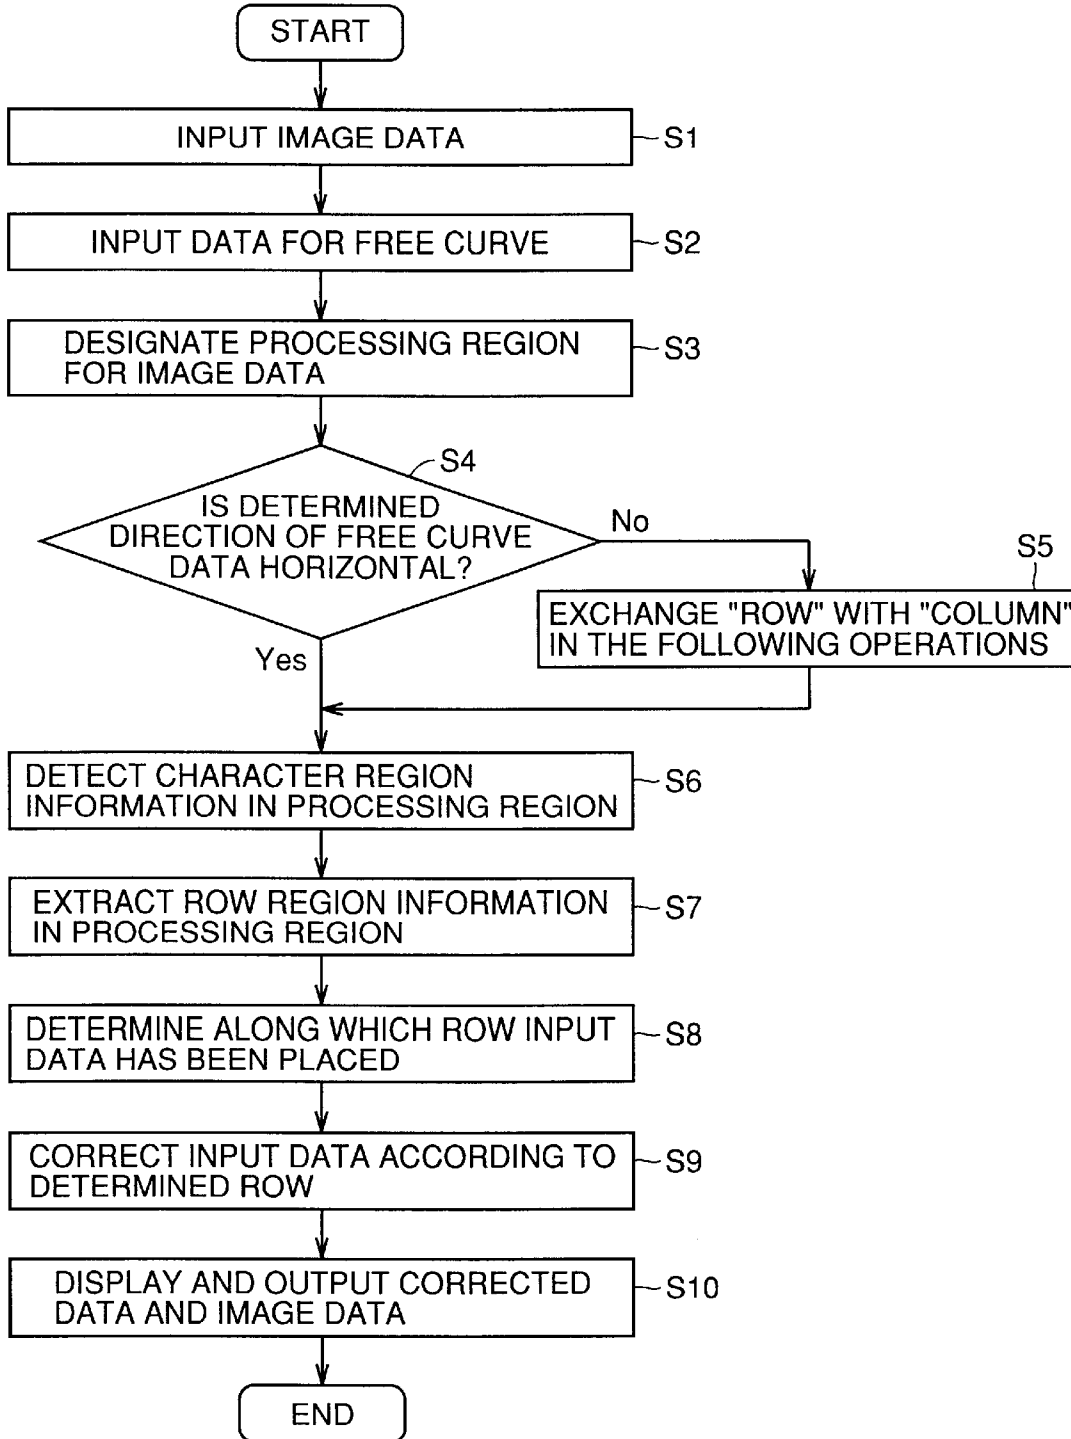 START
INPUT IMAGE DATA
S1
INPUT DATA FOR FREE CURVE
S2
DESIGNATE PROCESSING REGION
FOR IMAGE DATA
S3
S4
IS DETERMINED
DIRECTION OF FREE CURVE
DATA HORIZONTAL?
No
Yes
S5
EXCHANGE "ROW" WITH "COLUMN"
IN THE FOLLOWING OPERATIONS
DETECT CHARACTER REGION
INFORMATION IN PROCESSING REGION
S6
EXTRACT ROW REGION INFORMATION
IN PROCESSING REGION
S7
DETERMINE ALONG WHICH ROW INPUT
DATA HAS BEEN PLACED
S8
CORRECT INPUT DATA ACCORDING TO
DETERMINED ROW
S9
DISPLAY AND OUTPUT CORRECTED
DATA AND IMAGE DATA
S10
END